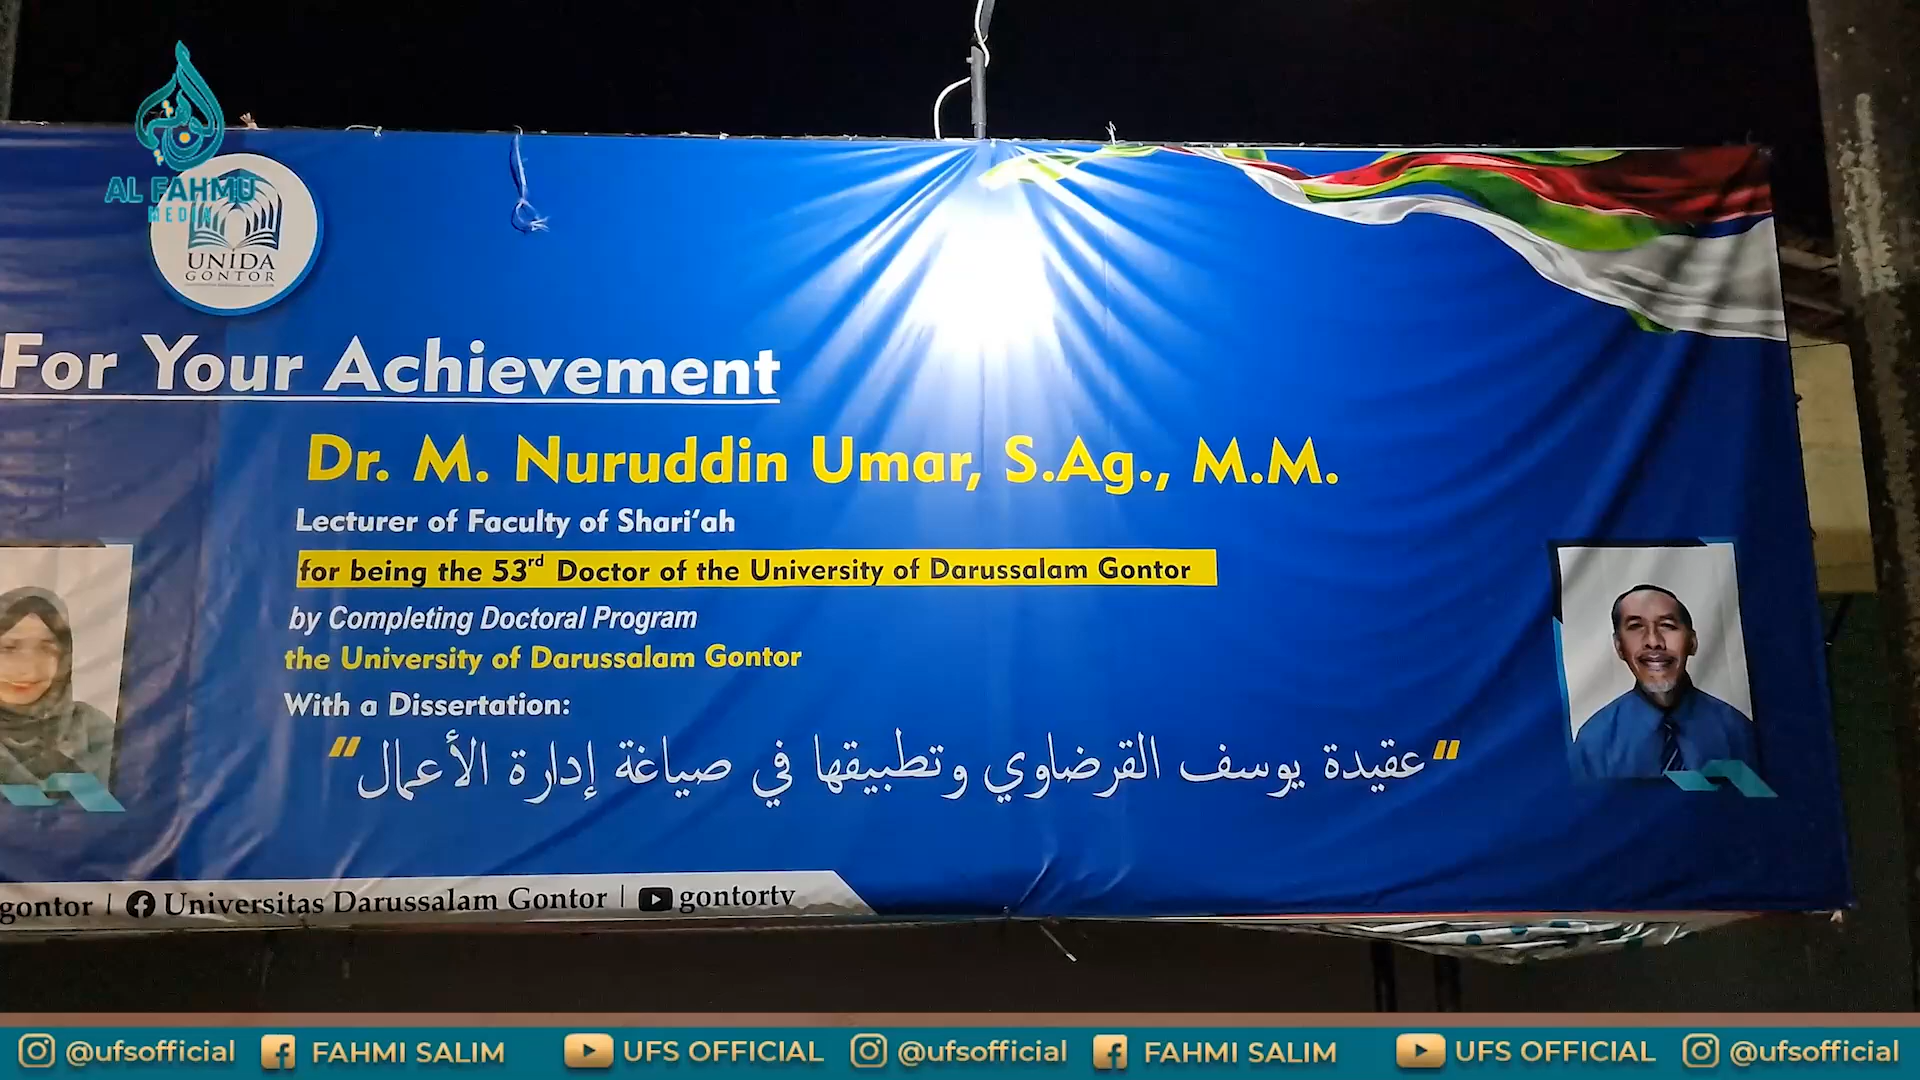 AL FAHMU
MEDIA
UNIDA
GONTOR
For Your Achievement
Dr. M. Nuruddin Umar, S.Ag., M.M.
Lecturer of Faculty of Shari‘ah
for being the 53rd Doctor of the University of Darussalam Gontor
by Completing Doctoral Program
the University of Darussalam Gontor
With a Dissertation:
"عقيدة يوسف القرضاوي وتطبيقها في صياغة إدارة الأعمال"
gontor | Universitas Darussalam Gontor | gontortv
@ufsofficial FAHMI SALIM UFS OFFICIAL @ufsofficial FAHMI SALIM UFS OFFICIAL @ufsofficial